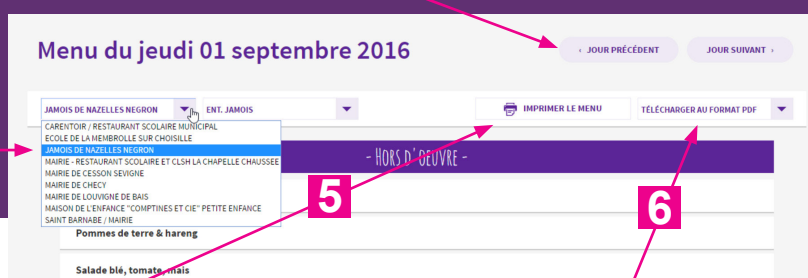 Menu du jeudi 01 septembre 2016
‹ JOUR PRÉCÉDENT
JOUR SUIVANT ›
JAMOIS DE NAZELLES NEGRON
ENT. JAMOIS
IMPRIMER LE MENU
TÉLÉCHARGER AU FORMAT PDF
CARENTOIR / RESTAURANT SCOLAIRE MUNICIPAL
ECOLE DE LA MEMBROLLE SUR CHOISILLE
JAMOIS DE NAZELLES NEGRON
MAIRIE - RESTAURANT SCOLAIRE ET CLSH LA CHAPELLE CHAUSSEE
MAIRIE DE CESSON SEVIGNE
MAIRIE DE CHECY
MAIRIE DE LOUVIGNÉ DE BAIS
MAISON DE L'ENFANCE "COMPTINES ET CIE" PETITE ENFANCE
SAINT BARNABE / MAIRIE
- HORS D'OEUVRE -
5
6
Pommes de terre & hareng
Salade blé, tomate, maïs